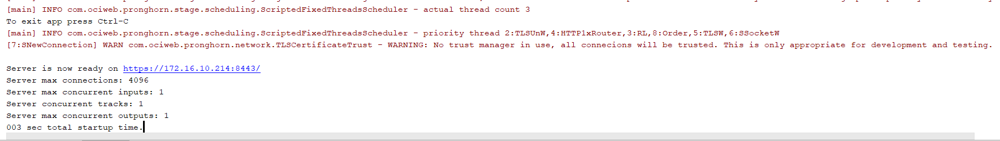 [main] INFO com.ociweb.pronghorn.stage.scheduling.ScriptedFixedThreadsScheduler - actual thread count 3
To exit app press Ctrl-C
[main] INFO com.ociweb.pronghorn.stage.scheduling.ScriptedFixedThreadsScheduler - priority thread 2:TLSUnW,4:HTTP1xRouter,3:RL,8:Order,5:TLSW,6:SSocketW
[7:SNewConnection] WARN com.ociweb.pronghorn.network.TLSCertificateTrust - WARNING: No trust manager in use, all connecions will be trusted. This is only appropriate for development and testing.
Server is now ready on https://172.16.10.214:8443/
Server max connections: 4096
Server max concurrent inputs: 1
Server concurrent tracks: 1
Server max concurrent outputs: 1
003 sec total startup time.